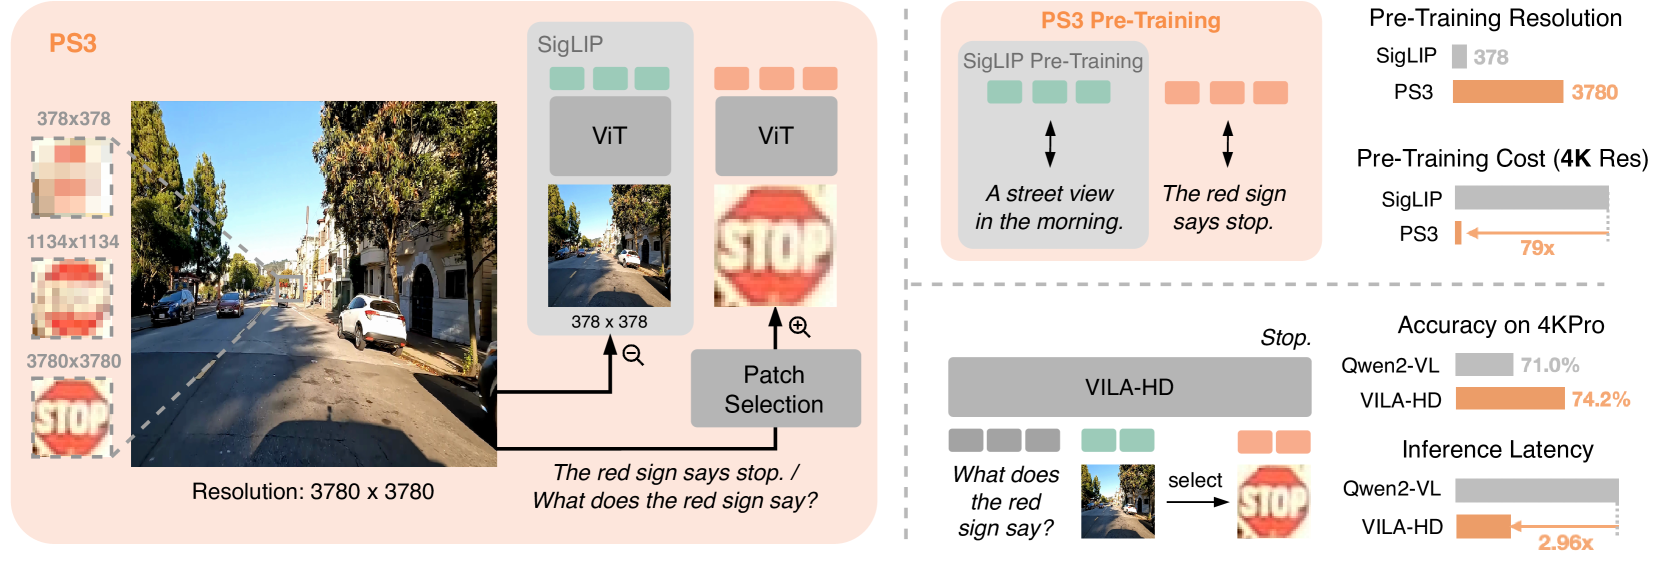 PS3
378x378
1134x1134
3780x3780
STOP
Resolution: 3780 x 3780
SigLIP
ViT
378 x 378
ViT
STOP
Patch
Selection
The red sign says stop. /
What does the red sign say?
PS3 Pre-Training
SigLIP Pre-Training
A street view
in the morning.
The red sign
says stop.
Stop.
VILA-HD
What does
the red
sign say?
select
STOP
Pre-Training Resolution
SigLIP
378
PS3
3780
Pre-Training Cost (4K Res)
SigLIP
PS3
79x
Accuracy on 4KPro
Qwen2-VL
71.0%
VILA-HD
74.2%
Inference Latency
Qwen2-VL
VILA-HD
2.96x